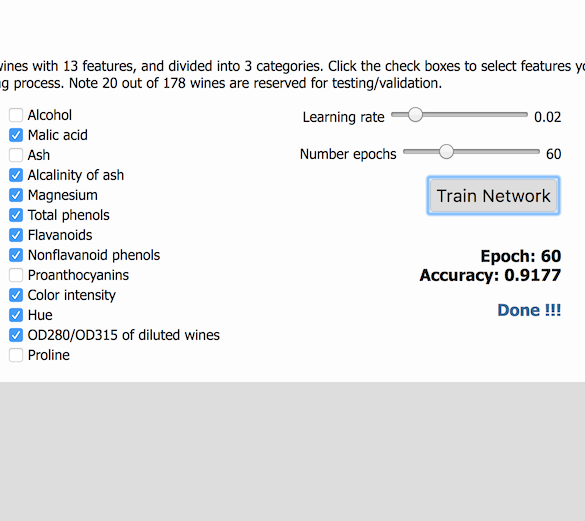 wines with 13 features, and divided into 3 categories. Click the check boxes to select features
process. Note 20 out of 178 wines are reserved for testing/validation.
Alcohol
Malic acid
Ash
Alcalinity of ash
Magnesium
Total phenols
Flavanoids
Nonflavanoid phenols
Proanthocyanins
Color intensity
Hue
OD280/OD315 of diluted wines
Proline
Learning rate 0.02
Number epochs 60
Train Network
Epoch: 60
Accuracy: 0.9177
Done !!!